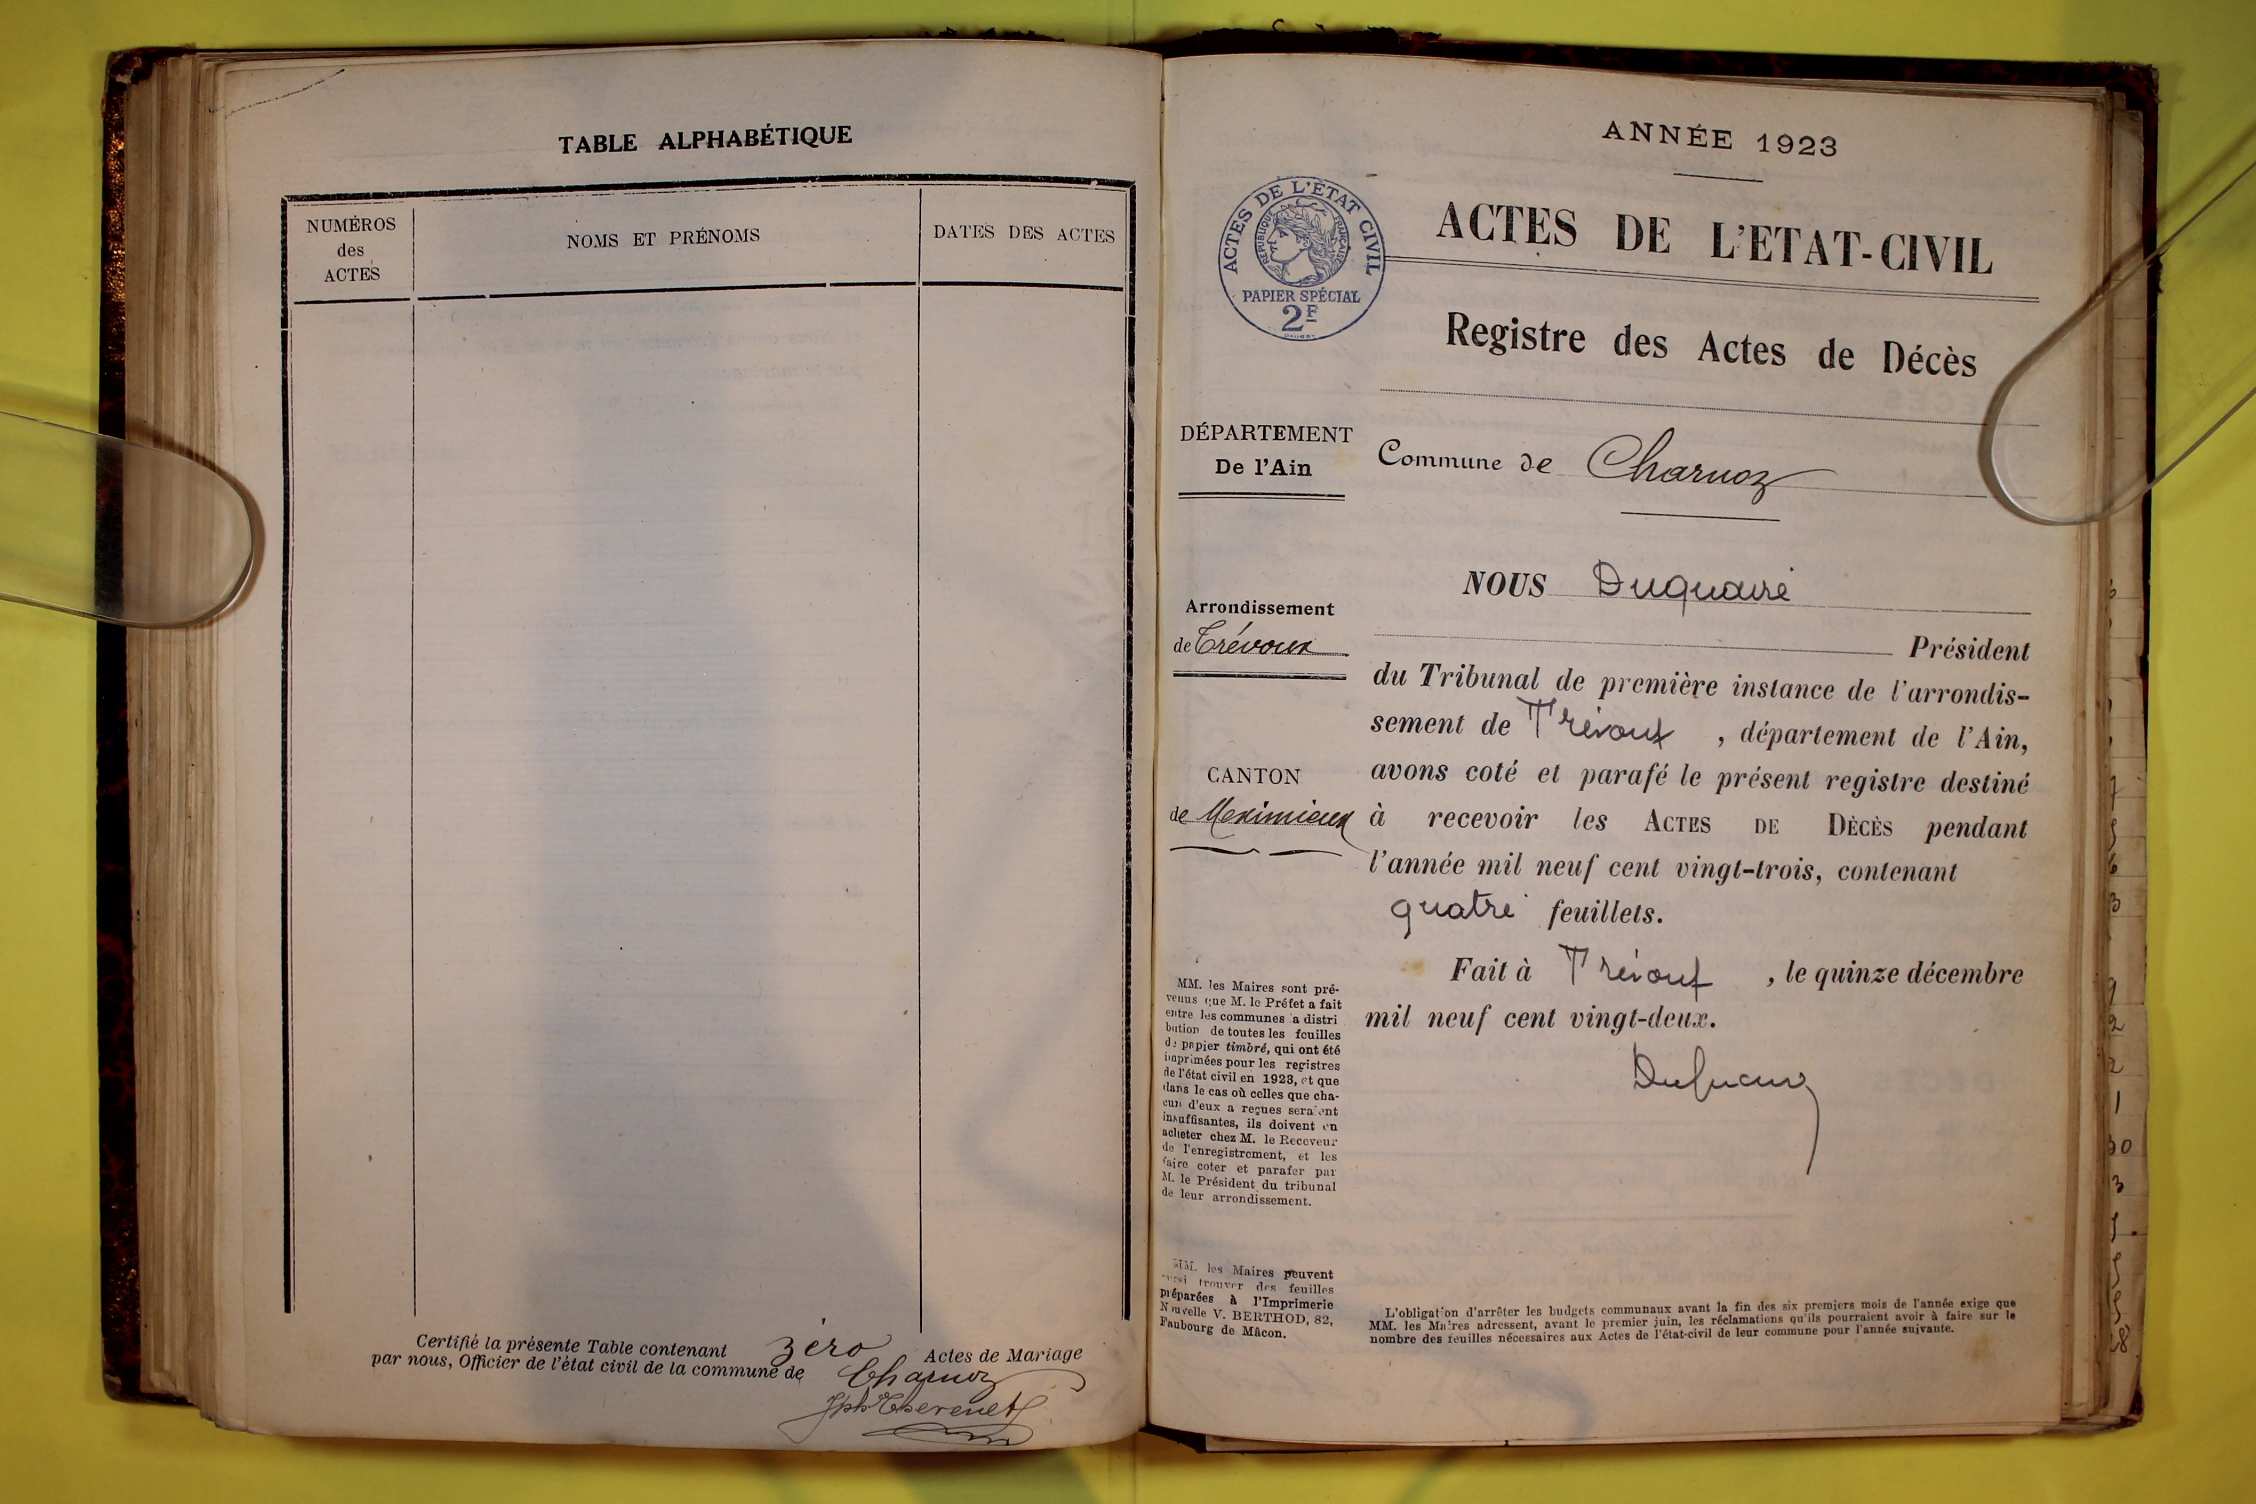 TABLE ALPHABÉTIQUE
NUMÉROS
des
ACTES
NOMS ET PRÉNOMS
DATES DES ACTES
Certifié la présente Table contenant zéro Actes de Mariage
par nous, Officier de l'état civil de la commune de Charnoz
Jph Thevenet
ANNÉE 1923
ACTES DE L'ÉTAT CIVIL
RÉPUBLIQUE FRANÇAISE
PAPIER SPÉCIAL
2F
ACTES DE L'ETAT-CIVIL
Registre des Actes de Décès
DÉPARTEMENT
De l'Ain
Commune de Charnoz
Arrondissement
de Trévoux
CANTON
de Meximieux
NOUS Duquaire
Président
du Tribunal de première instance de l'arrondis-
sement de Trévoux , département de l'Ain,
avons coté et parafé le présent registre destiné
à recevoir les ACTES DE DÈCÈS pendant
l'année mil neuf cent vingt-trois, contenant
quatre feuillets.
Fait à Trévoux , le quinze décembre
mil neuf cent vingt-deux.
MM. les Maires sont pré-
venus que M. le Préfet a fait
entre les communes a distri
bution de toutes les feuilles
de papier timbré, qui ont été
imprimées pour les registres
de l'état civil en 1923, et que
dans le cas où celles que cha-
cun d'eux a reçues seraient
insuffisantes, ils doivent en
acheter chez M. le Receveur
de l'enregistrement, et les
faire coter et parafer par
M. le Président du tribunal
de leur arrondissement.
MM. les Maires peuvent
aussi trouver des feuilles
préparées à l'Imprimerie
Nouvelle V. BERTHOD, 82,
Faubourg de Mâcon.
L'obligation d'arrêter les budgets communaux avant la fin des six premiers mois de l'année exige que
MM. les Maires adressent, avant le premier juin, les réclamations qu'ils pourraient avoir à faire sur le
nombre des feuilles nécessaires aux Actes de l'état-civil de leur commune pour l'année suivante.